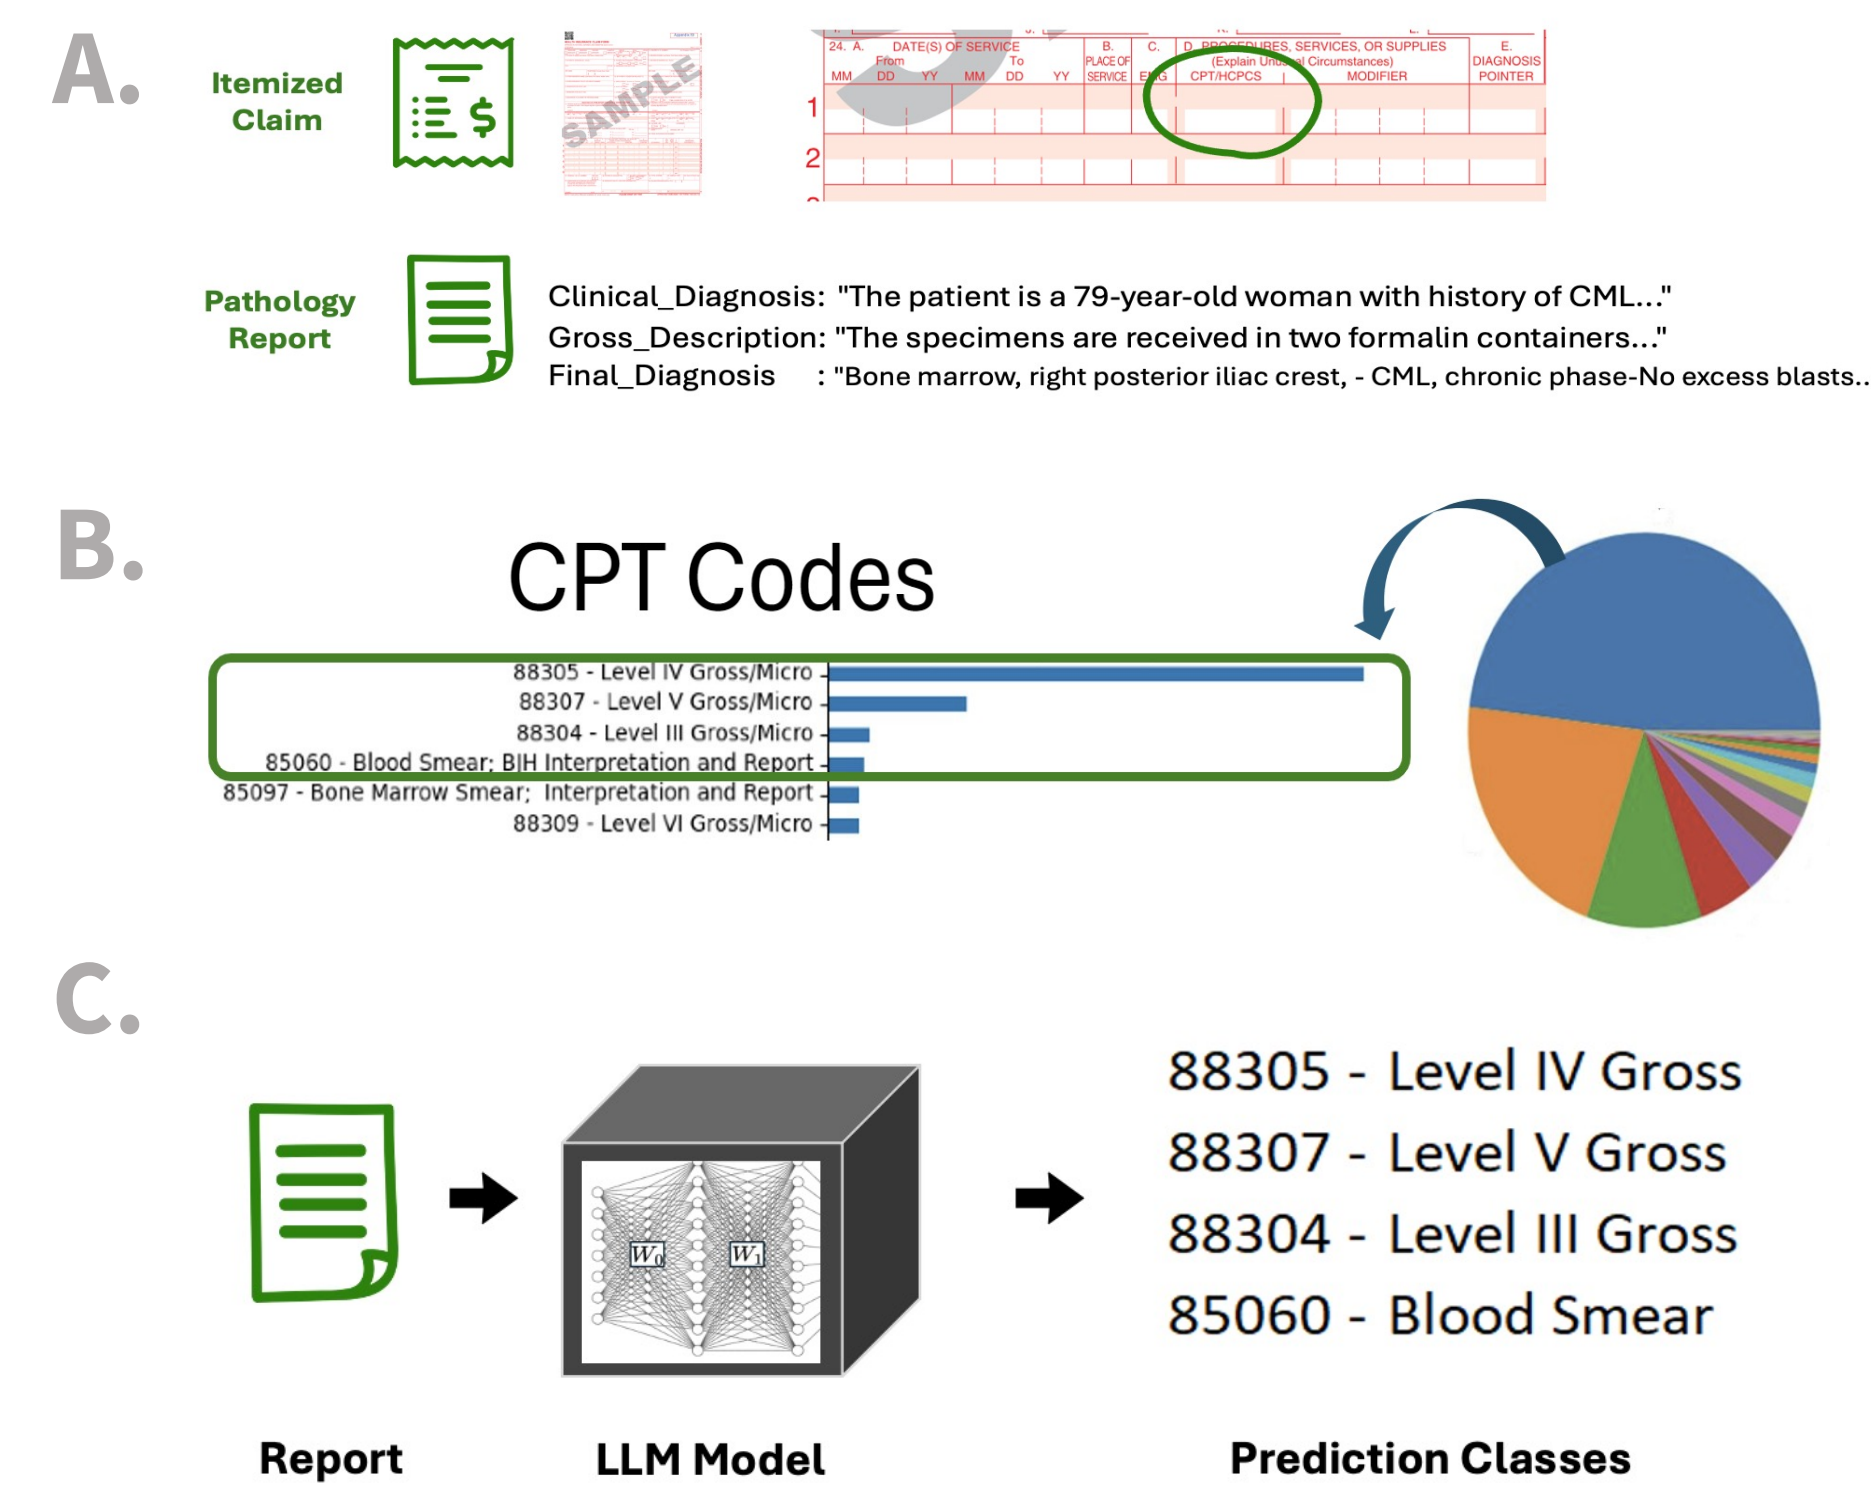 A.
Itemized
Claim
SAMPLE
24. A. DATE(S) OF SERVICE B. C. D. PROCEDURES, SERVICES, OR SUPPLIES E.
From To PLACE OF (Explain Unusual Circumstances) DIAGNOSIS
MM DD YY MM DD YY SERVICE EMG CPT/HCPCS MODIFIER POINTER
1
2
Pathology
Report
Clinical_Diagnosis: "The patient is a 79-year-old woman with history of CML..."
Gross_Description: "The specimens are received in two formalin containers..."
Final_Diagnosis : "Bone marrow, right posterior iliac crest, - CML, chronic phase-No excess blasts..
B.
CPT Codes
88305 - Level IV Gross/Micro
88307 - Level V Gross/Micro
88304 - Level III Gross/Micro
85060 - Blood Smear; BJH Interpretation and Report
85097 - Bone Marrow Smear; Interpretation and Report
88309 - Level VI Gross/Micro
C.
W0
W1
88305 - Level IV Gross
88307 - Level V Gross
88304 - Level III Gross
85060 - Blood Smear
Report
LLM Model
Prediction Classes